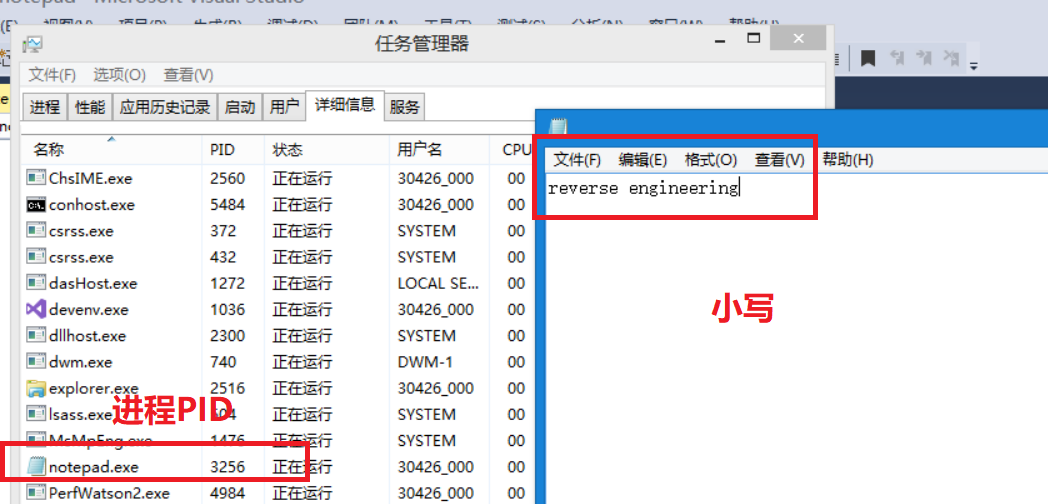 notepad - Microsoft Visual Studio
任务管理器
文件(F) 选项(O) 查看(V)
进程 性能 应用历史记录 启动 用户 详细信息 服务
名称 PID 状态 用户名 CPU
ChsIME.exe 2560 正在运行 30426_000 00
conhost.exe 5484 正在运行 30426_000 00
csrss.exe 372 正在运行 SYSTEM 00
csrss.exe 432 正在运行 SYSTEM 00
dasHost.exe 1272 正在运行 LOCAL SE... 00
devenv.exe 1036 正在运行 30426_000 00
dllhost.exe 2300 正在运行 SYSTEM 00
dwm.exe 740 正在运行 DWM-1 00
explorer.exe 2516 正在运行 30426_000 00
进程PID
lsass.exe 正在运行 SYSTEM 00
MsMpEng.exe 1476 正在运行 SYSTEM 00
notepad.exe 3256 正在运行 30426_000 00
PerfWatson2.exe 4984 正在运行 30426_000 00
文件(F) 编辑(E) 格式(O) 查看(V) 帮助(H)
reverse engineering
小写